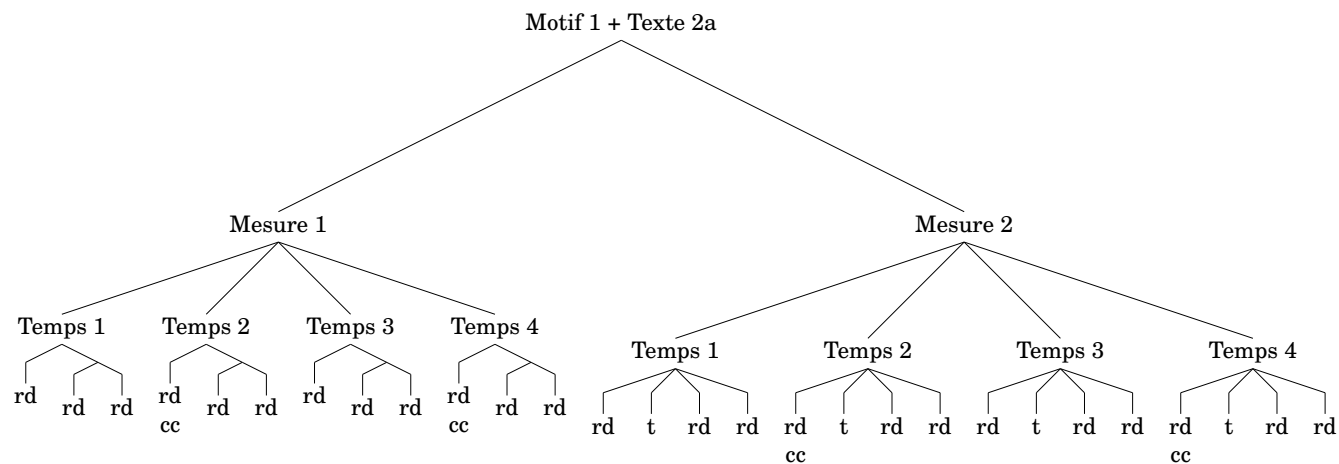 Motif 1 + Texte 2a
Mesure 1 Mesure 2
Temps 1 Temps 2 Temps 3 Temps 4
Temps 1 Temps 2 Temps 3 Temps 4
rd rd rd rd rd rd rd rd rd rd rd rd
cc cc
rd t rd rd rd t rd rd rd t rd rd rd t rd rd
cc cc